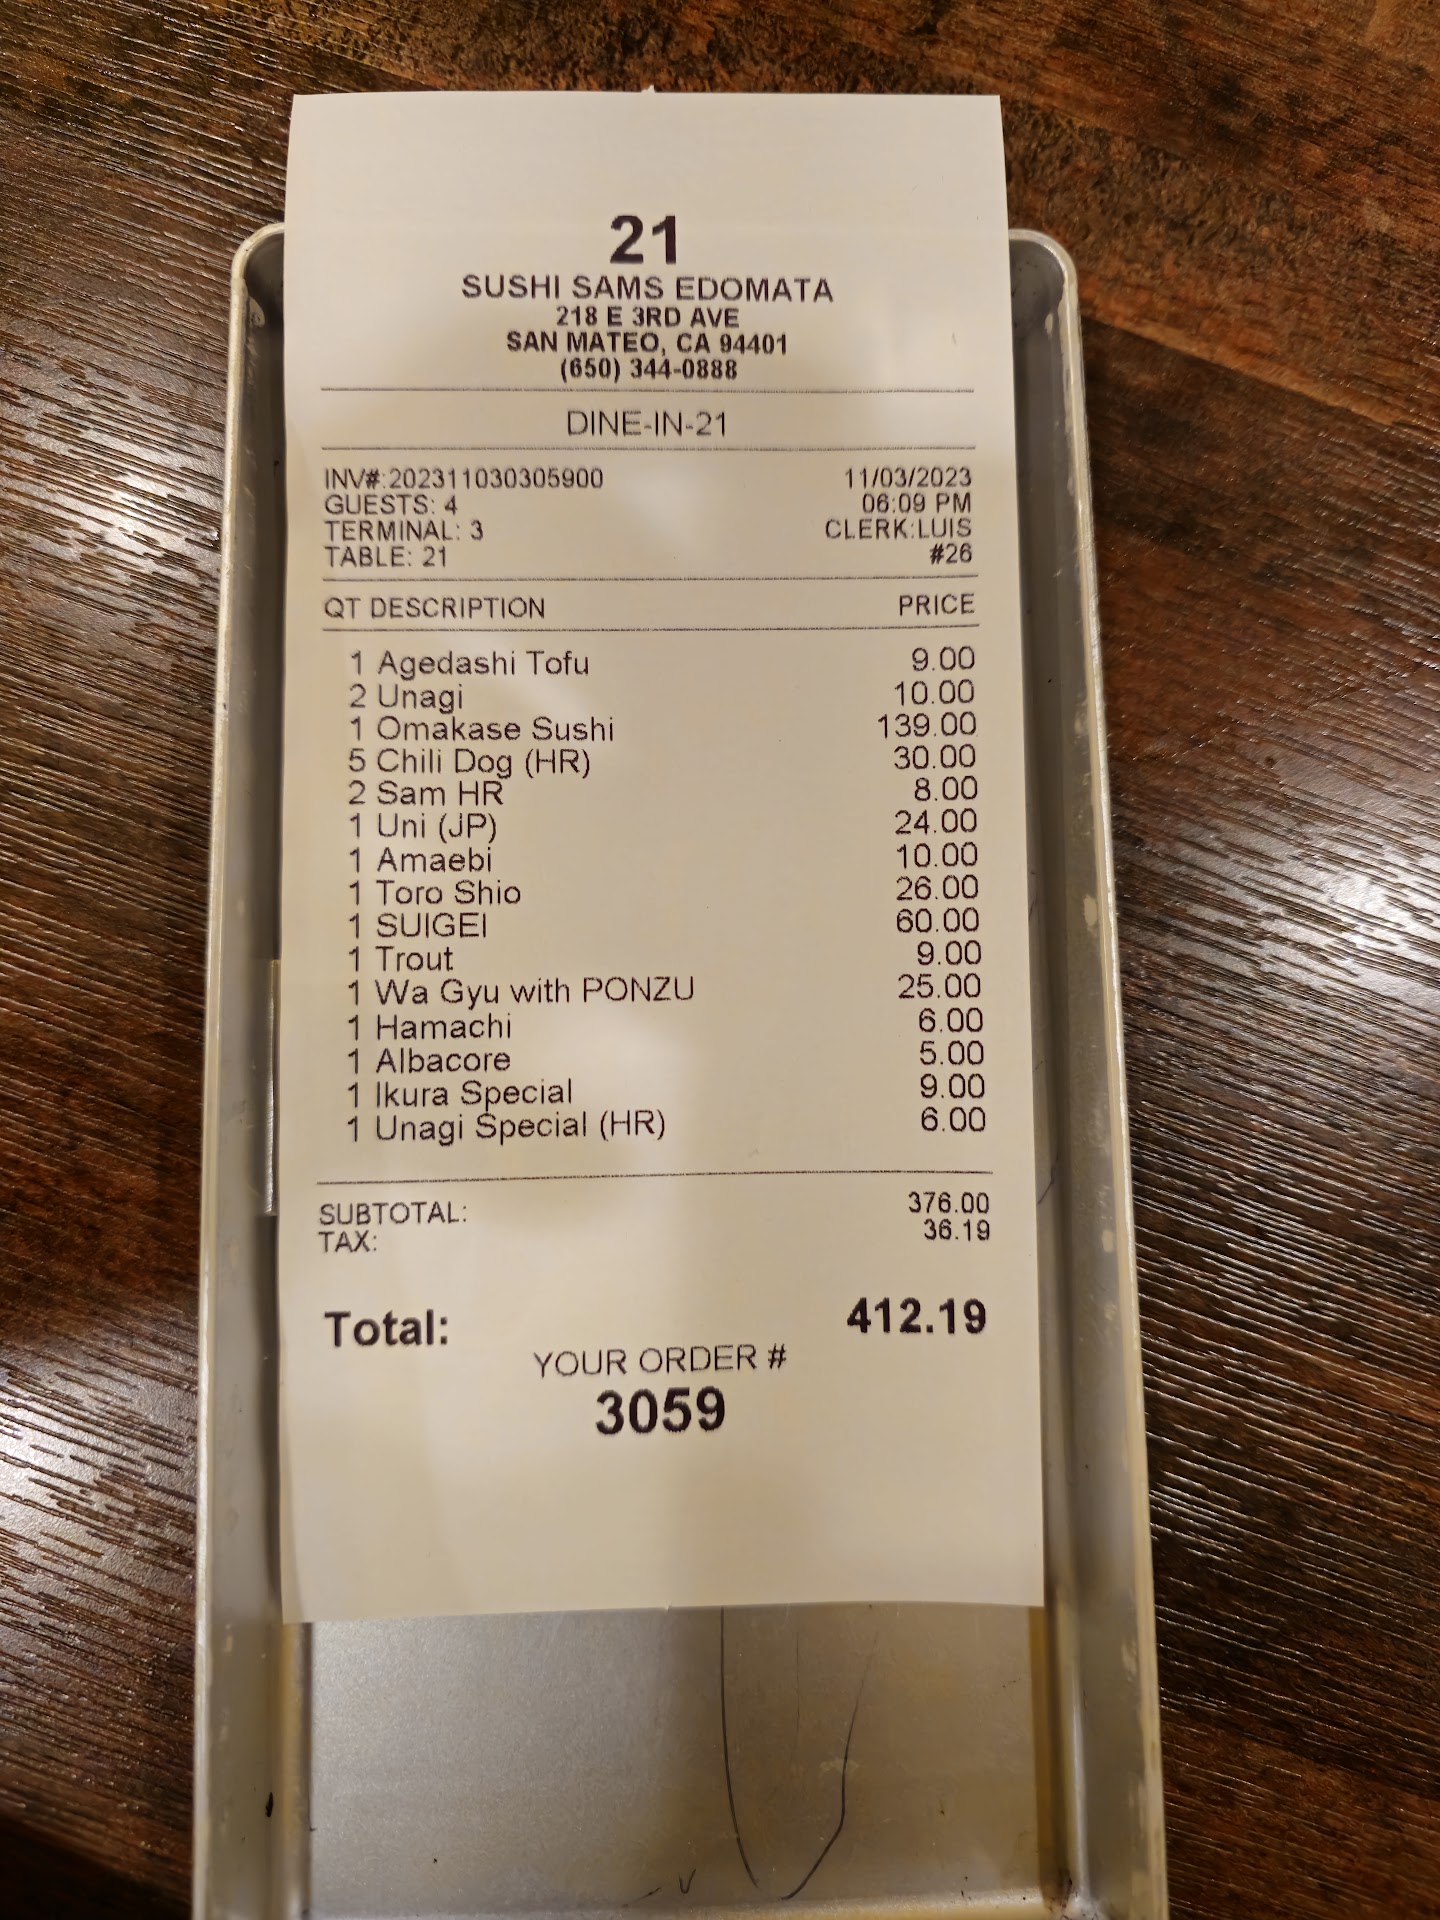 21
SUSHI SAMS EDOMATA
218 E 3RD AVE
SAN MATEO, CA 94401
(650) 344-0888
DINE-IN-21
INV#:202311030305900 11/03/2023
GUESTS: 4 06:09 PM
TERMINAL: 3 CLERK:LUIS
TABLE: 21 #26
QT DESCRIPTION PRICE
1 Agedashi Tofu 9.00
2 Unagi 10.00
1 Omakase Sushi 139.00
5 Chili Dog (HR) 30.00
2 Sam HR 8.00
1 Uni (JP) 24.00
1 Amaebi 10.00
1 Toro Shio 26.00
1 SUIGEI 60.00
1 Trout 9.00
1 Wa Gyu with PONZU 25.00
1 Hamachi 6.00
1 Albacore 5.00
1 Ikura Special 9.00
1 Unagi Special (HR) 6.00
SUBTOTAL: 376.00
TAX: 36.19
Total: 412.19
YOUR ORDER #
3059